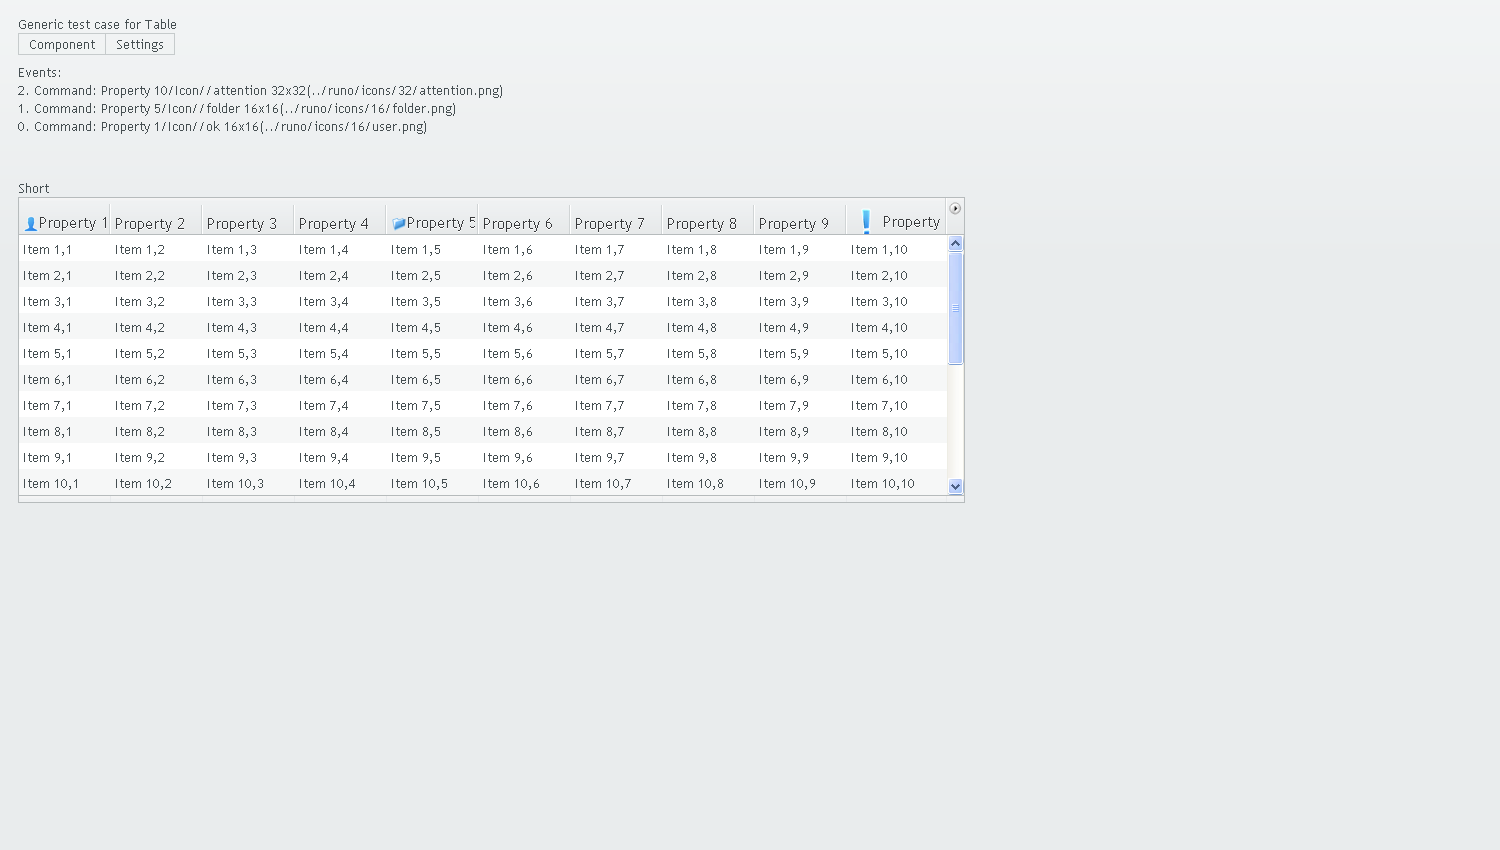 Generic test case for Table
Component Settings
Events:
2. Command: Property 10/Icon//attention 32x32(../runo/icons/32/attention.png)
1. Command: Property 5/Icon//folder 16x16(../runo/icons/16/folder.png)
0. Command: Property 1/Icon//ok 16x16(../runo/icons/16/user.png)
Short
Property 1 Property 2 Property 3 Property 4 Property 5 Property 6 Property 7 Property 8 Property 9 Property
Item 1,1 Item 1,2 Item 1,3 Item 1,4 Item 1,5 Item 1,6 Item 1,7 Item 1,8 Item 1,9 Item 1,10
Item 2,1 Item 2,2 Item 2,3 Item 2,4 Item 2,5 Item 2,6 Item 2,7 Item 2,8 Item 2,9 Item 2,10
Item 3,1 Item 3,2 Item 3,3 Item 3,4 Item 3,5 Item 3,6 Item 3,7 Item 3,8 Item 3,9 Item 3,10
Item 4,1 Item 4,2 Item 4,3 Item 4,4 Item 4,5 Item 4,6 Item 4,7 Item 4,8 Item 4,9 Item 4,10
Item 5,1 Item 5,2 Item 5,3 Item 5,4 Item 5,5 Item 5,6 Item 5,7 Item 5,8 Item 5,9 Item 5,10
Item 6,1 Item 6,2 Item 6,3 Item 6,4 Item 6,5 Item 6,6 Item 6,7 Item 6,8 Item 6,9 Item 6,10
Item 7,1 Item 7,2 Item 7,3 Item 7,4 Item 7,5 Item 7,6 Item 7,7 Item 7,8 Item 7,9 Item 7,10
Item 8,1 Item 8,2 Item 8,3 Item 8,4 Item 8,5 Item 8,6 Item 8,7 Item 8,8 Item 8,9 Item 8,10
Item 9,1 Item 9,2 Item 9,3 Item 9,4 Item 9,5 Item 9,6 Item 9,7 Item 9,8 Item 9,9 Item 9,10
Item 10,1 Item 10,2 Item 10,3 Item 10,4 Item 10,5 Item 10,6 Item 10,7 Item 10,8 Item 10,9 Item 10,10